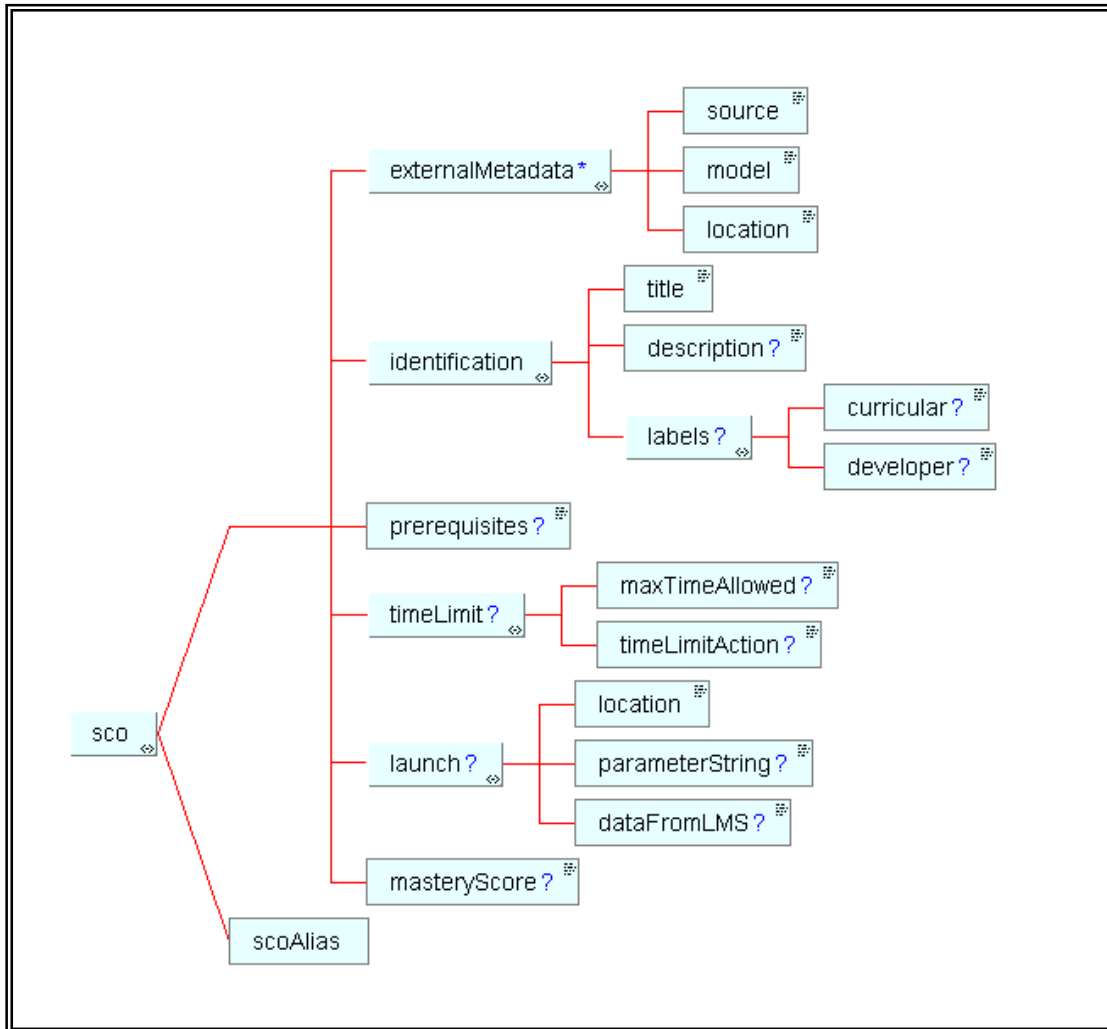 source
externalMetadata*
model
location
title
identification
description?
labels?
curricular?
developer?
prerequisites?
timeLimit?
maxTimeAllowed?
timeLimitAction?
sco
launch?
location
parameterString?
dataFromLMS?
masteryScore?
scoAlias